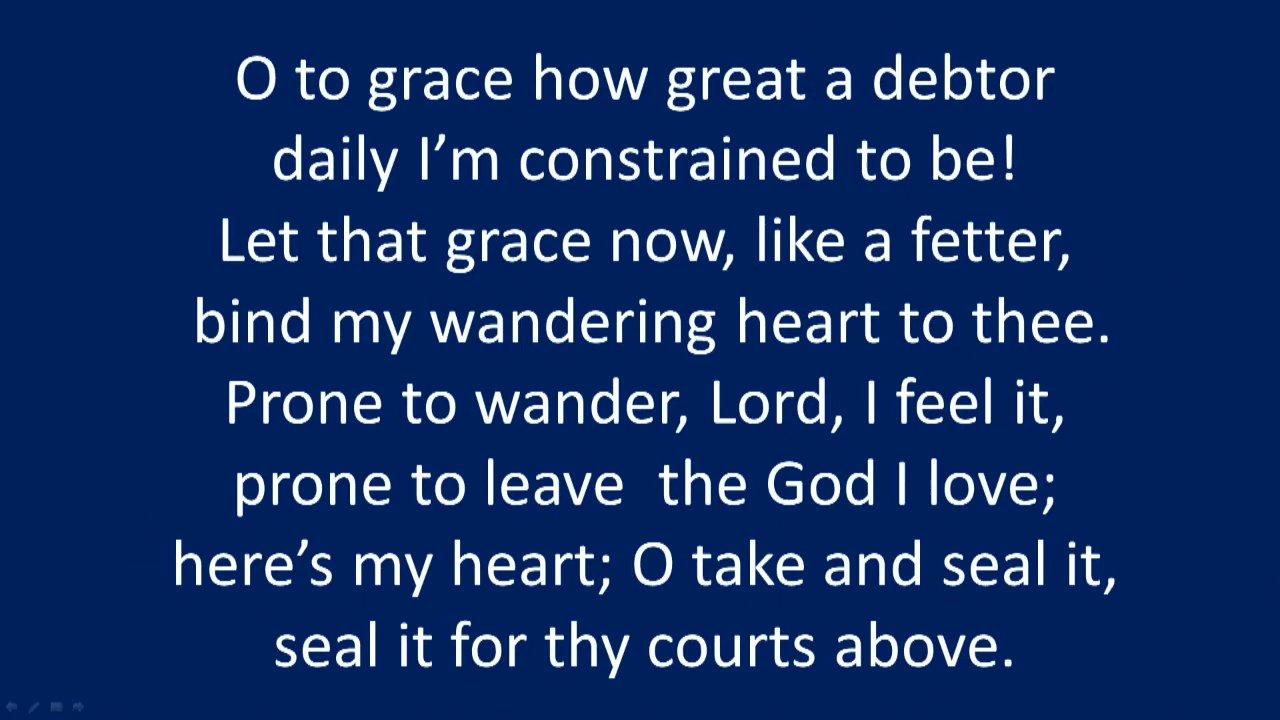 O to grace how great a debtor
daily I’m constrained to be!
Let that grace now, like a fetter,
bind my wandering heart to thee.
Prone to wander, Lord, I feel it,
prone to leave  the God I love;
here’s my heart; O take and seal it,
seal it for thy courts above.